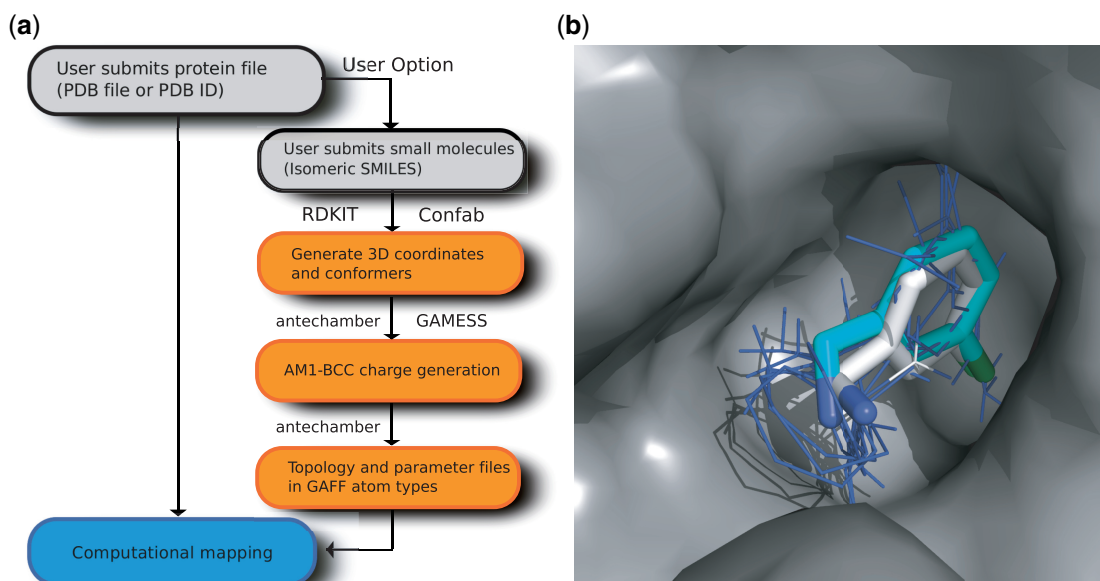 (a)
User submits protein file
(PDB file or PDB ID)
User Option
User submits small molecules
(Isomeric SMILES)
RDKIT Confab
Generate 3D coordinates
and conformers
antechamber GAMESS
AM1-BCC charge generation
antechamber
Topology and parameter files
in GAFF atom types
Computational mapping
(b)